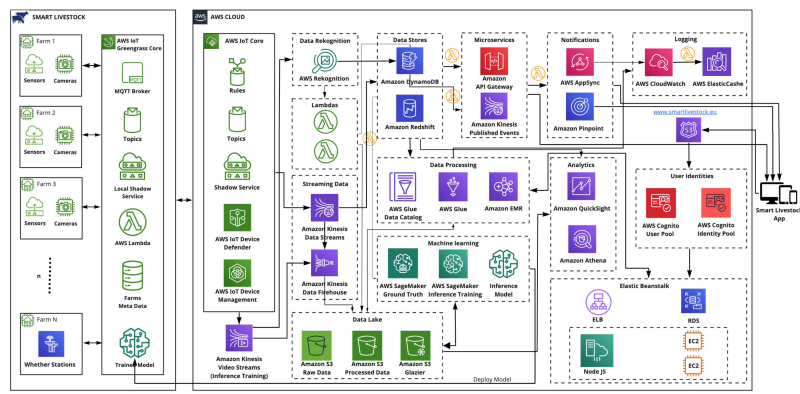 SMART LIVESTOCK
Farm 1
Sensors
Cameras
Farm 2
Sensors
Cameras
Farm 3
Sensors
Cameras
n
Farm N
Whether Stations
AWS IoT
Greengrass Core
MQTT
MQTT Broker
Topics
Local Shadow
Serviice
AWS Lambda
Farms
Meta Data
Trained Model
aws
AWS CLOUD
AWS IoT Core
Rules
Topics
Shadow Service
AWS IoT Device
Defender
AWS IoT Device
Management
Amazon Kinesis
Video Streams
(Inference Training)
Data Rekognition
AWS Rekognition
Lambdas
Streaming Data
Amazon Kinesis
Data Streams
Amazon Kinesis
Data Firehouse
Data Stores
Amazon DynamoDB
Amazon Redshift
Microservices
Amazon
API Gateway
Amazon Kinesis
Published Events
Notifications
AWS AppSync
Amazon Pinpoint
Logging
AWS CloudWatch
AWS ElasticCashe
www.smartlivestock.eu
53
Data Processing
AWS Glue
Data Catalog
AWS Glue
Amazon EMR
Analytics
Amazon QuickSight
Amazon Athena
User Identities
AWS Cognito
User Pool
AWS Cognito
Identity Pool
Smart Livestock
App
Machine learning
AWS SageMaker
Ground Truth
AWS SageMaker
Inference Training
Inference
Model
Data Lake
Amazon S3
Raw Data
Amazon S3
Processed Data
Amazon S3
Glazier
Deploy Model
Elastic Beanstalk
ELB
RDS
Node JS
EC2
EC2